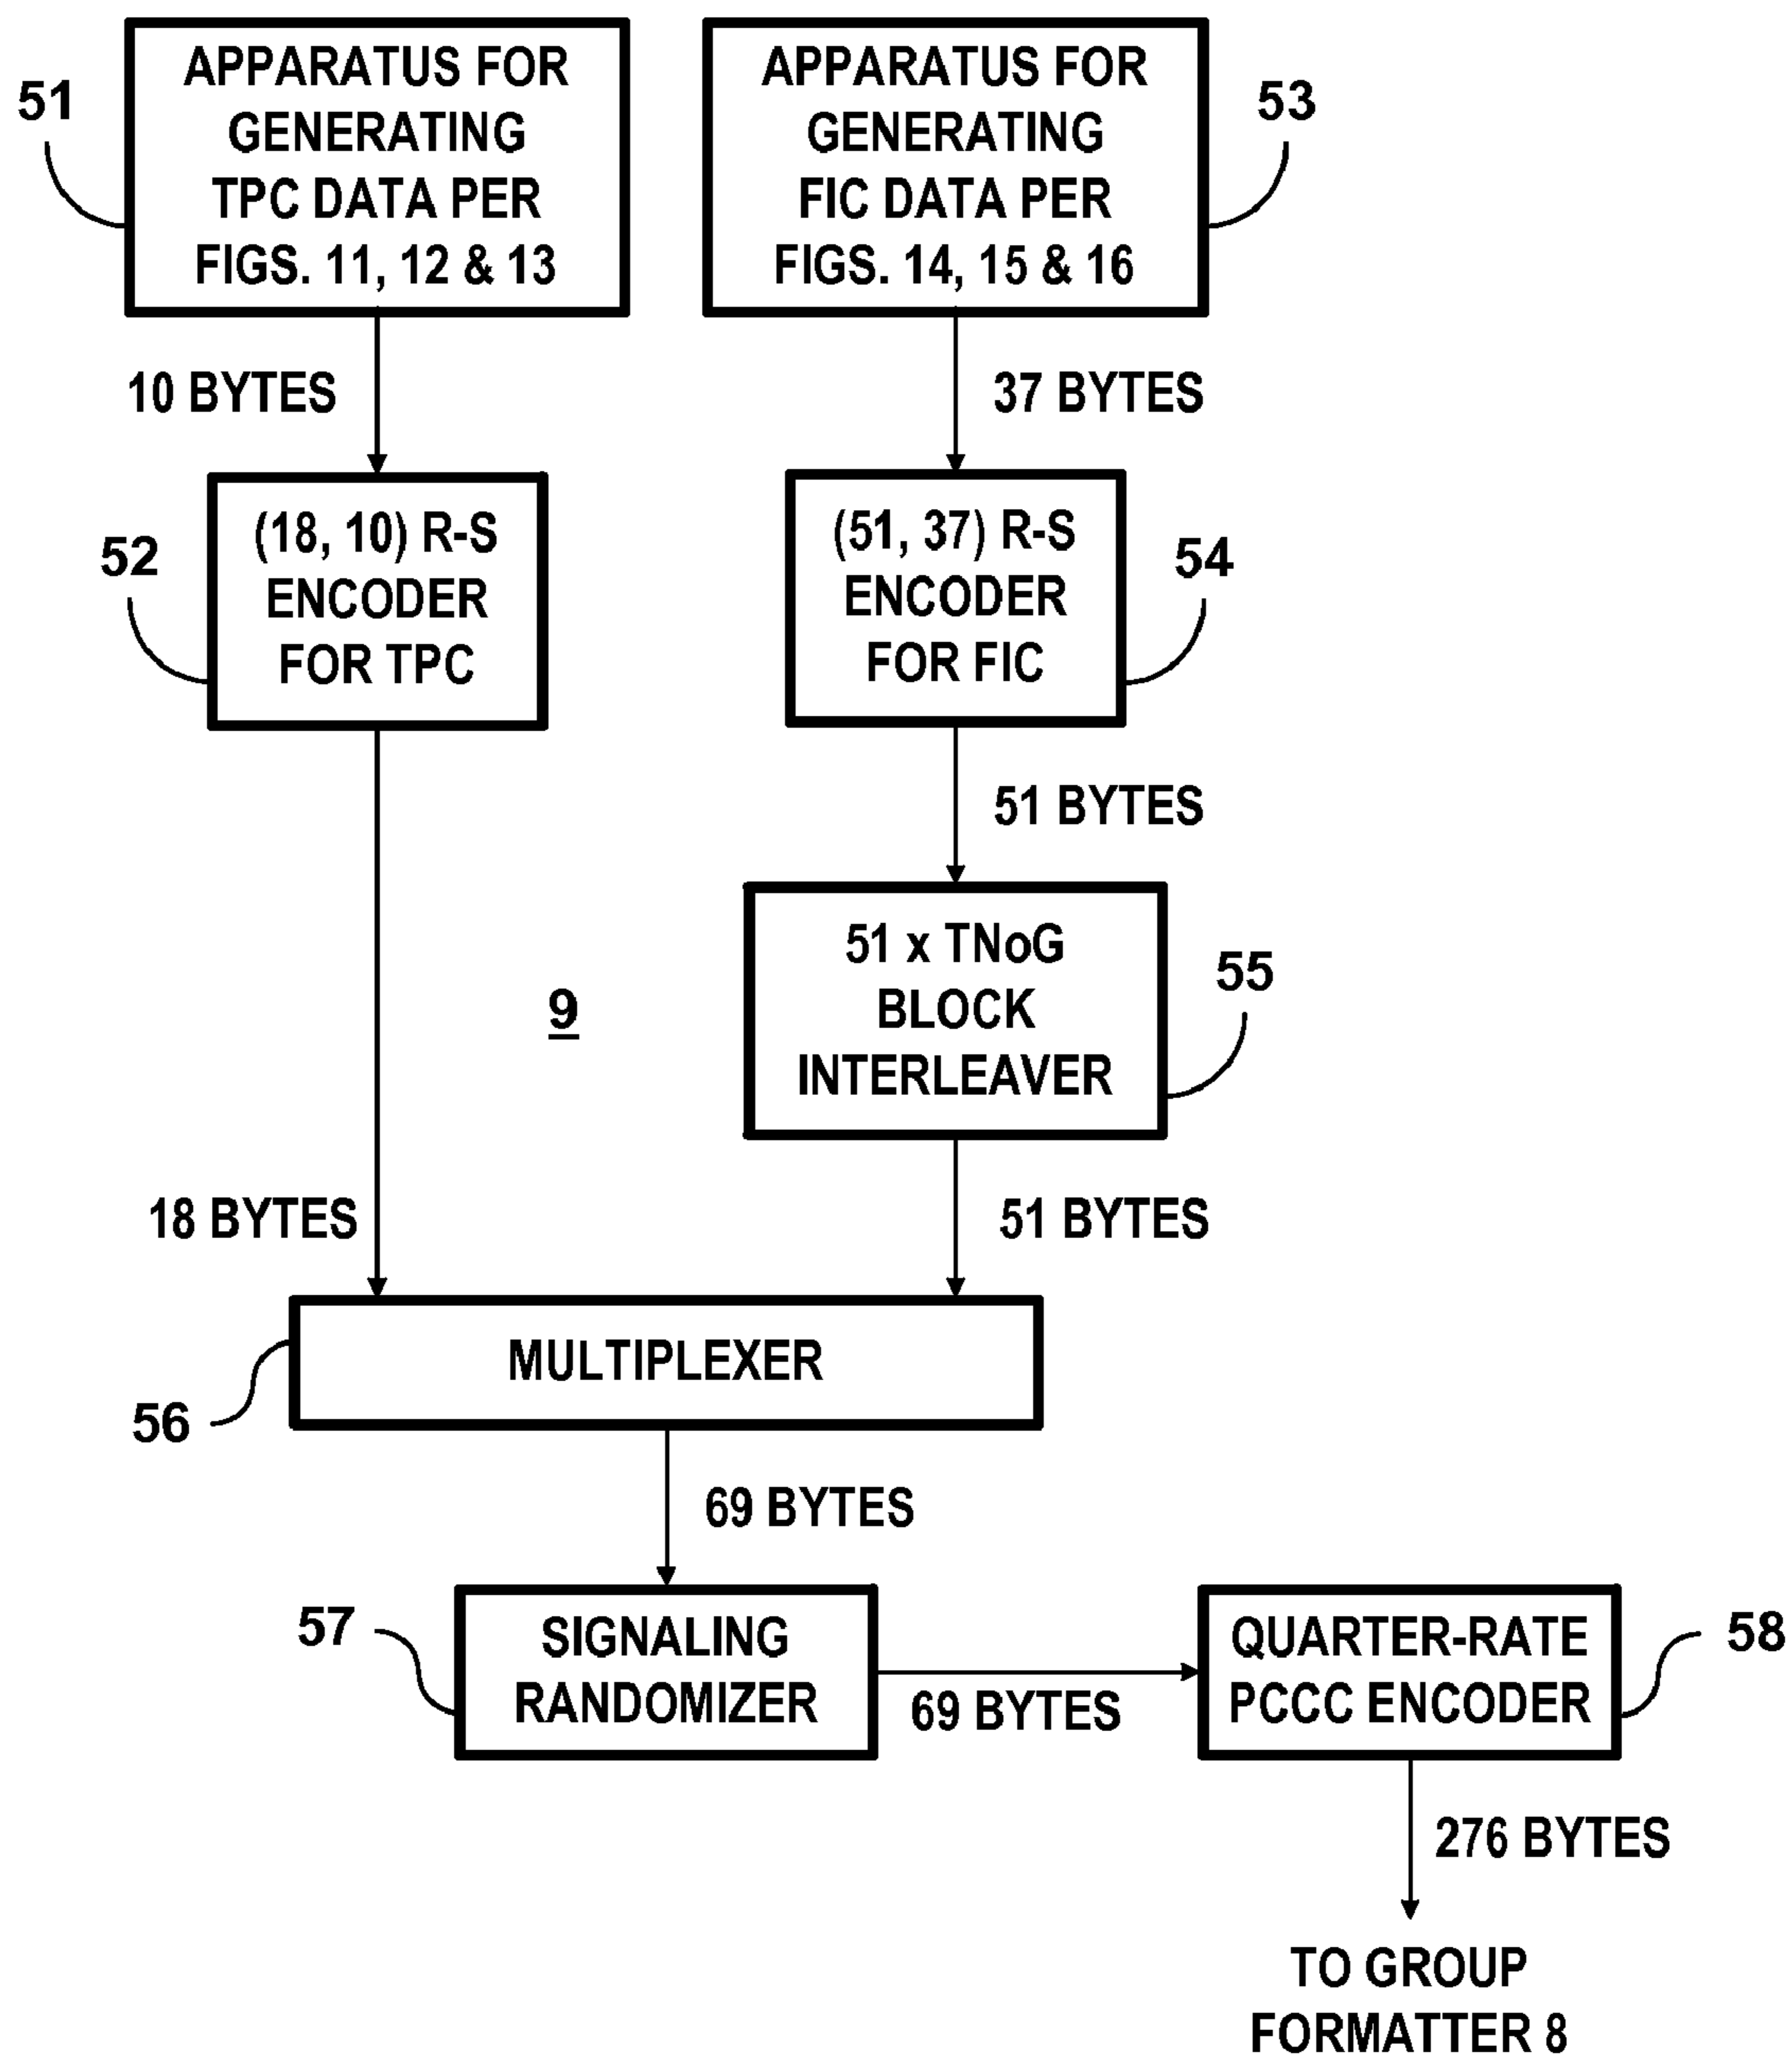 51
APPARATUS FOR
GENERATING
TPC DATA PER
FIGS. 11, 12 & 13
APPARATUS FOR
GENERATING
FIC DATA PER
FIGS. 14, 15 & 16
53
10 BYTES
37 BYTES
52
(18, 10) R-S
ENCODER
FOR TPC
(51, 37) R-S
ENCODER
FOR FIC
54
51 BYTES
9
51 x TNoG
BLOCK
INTERLEAVER
55
18 BYTES
51 BYTES
MULTIPLEXER
56
69 BYTES
57
SIGNALING
RANDOMIZER
69 BYTES
QUARTER-RATE
PCCC ENCODER
58
276 BYTES
TO GROUP
FORMATTER 8